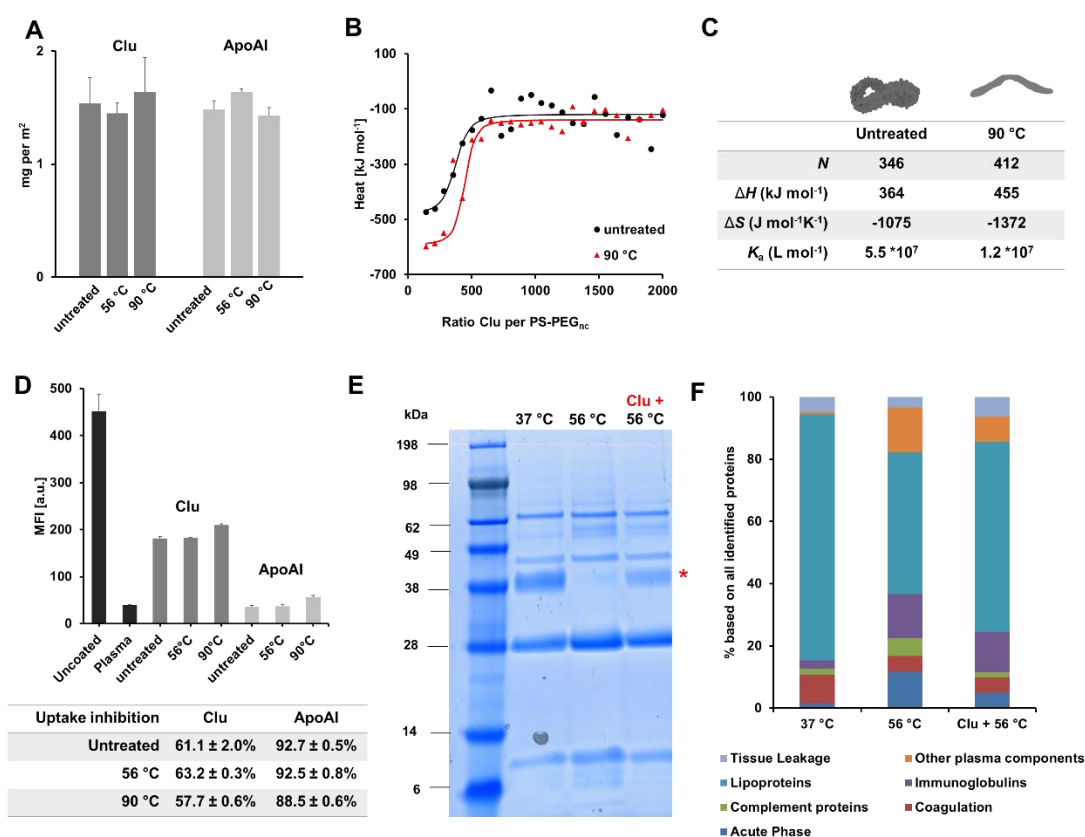 A
Clu ApoAI
mg per m²
2
1
0
untreated 56 °C 90 °C untreated 56 °C 90 °C
B
Heat [kJ mol⁻¹]
100
-100
-300
-500
-700
untreated
90 °C
0 500 1000 1500 2000
Ratio Clu per PS-PEGnc
C
Untreated 90 °C
N 346 412
ΔH (kJ mol⁻¹) 364 455
ΔS (J mol⁻¹K⁻¹) -1075 -1372
Ka (L mol⁻¹) 5.5 *10⁷ 1.2 *10⁷
D
MFI [a.u.]
500
400
300
200
100
0
Clu
ApoAI
Uncoated Plasma untreated 56°C 90°C untreated 56°C 90°C
Uptake inhibition Clu ApoAI
Untreated 61.1 ± 2.0% 92.7 ± 0.5%
56 °C 63.2 ± 0.3% 92.5 ± 0.8%
90 °C 57.7 ± 0.6% 88.5 ± 0.6%
E
Clu +
kDa 37 °C 56 °C 56 °C
198
98
62
49
38
*
28
14
6
F
% based on all identified proteins
100
80
60
40
20
0
37 °C 56 °C Clu + 56 °C
Tissue Leakage Other plasma components
Lipoproteins Immunoglobulins
Complement proteins Coagulation
Acute Phase